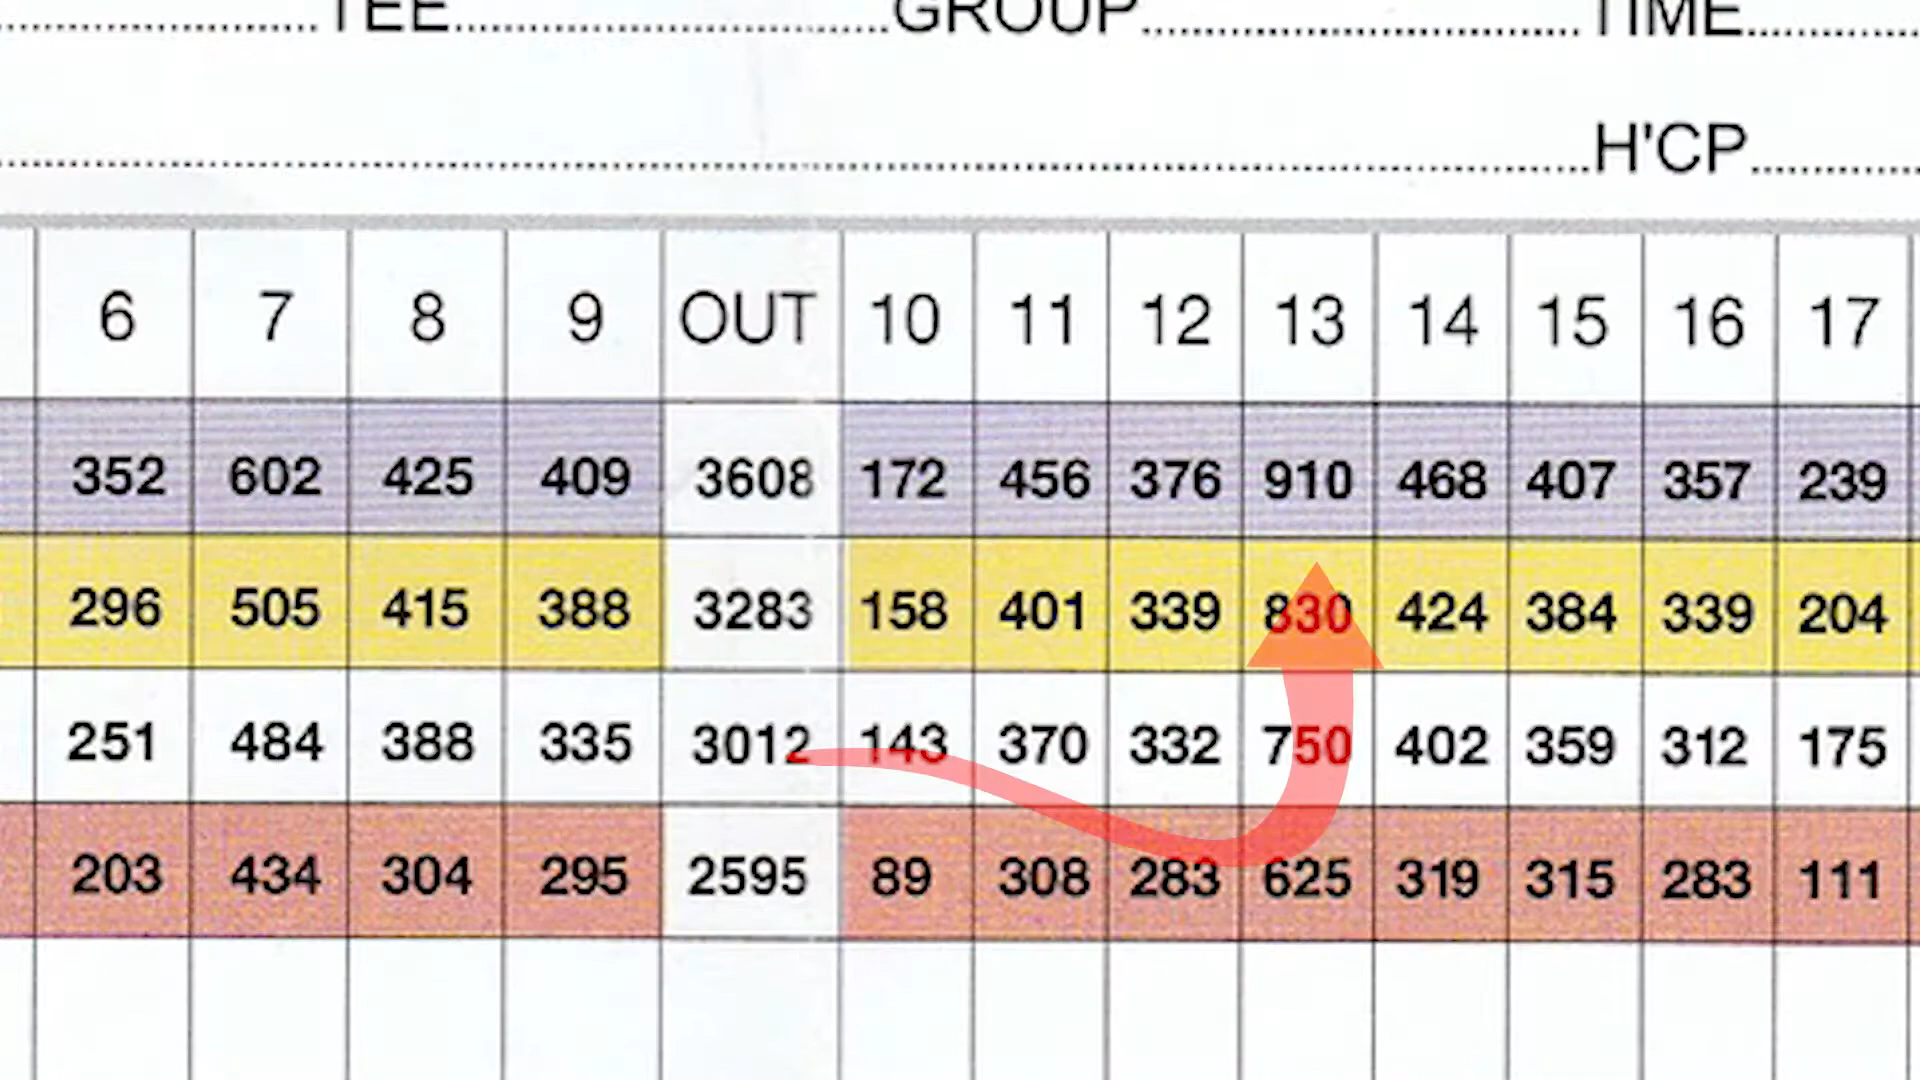 TEE GROUP TIME
H'CP
6 7 8 9 OUT 10 11 12 13 14 15 16 17
352 602 425 409 3608 172 456 376 910 468 407 357 239
296 505 415 388 3283 158 401 339 830 424 384 339 204
251 484 388 335 3012 143 370 332 750 402 359 312 175
203 434 304 295 2595 89 308 283 625 319 315 283 111